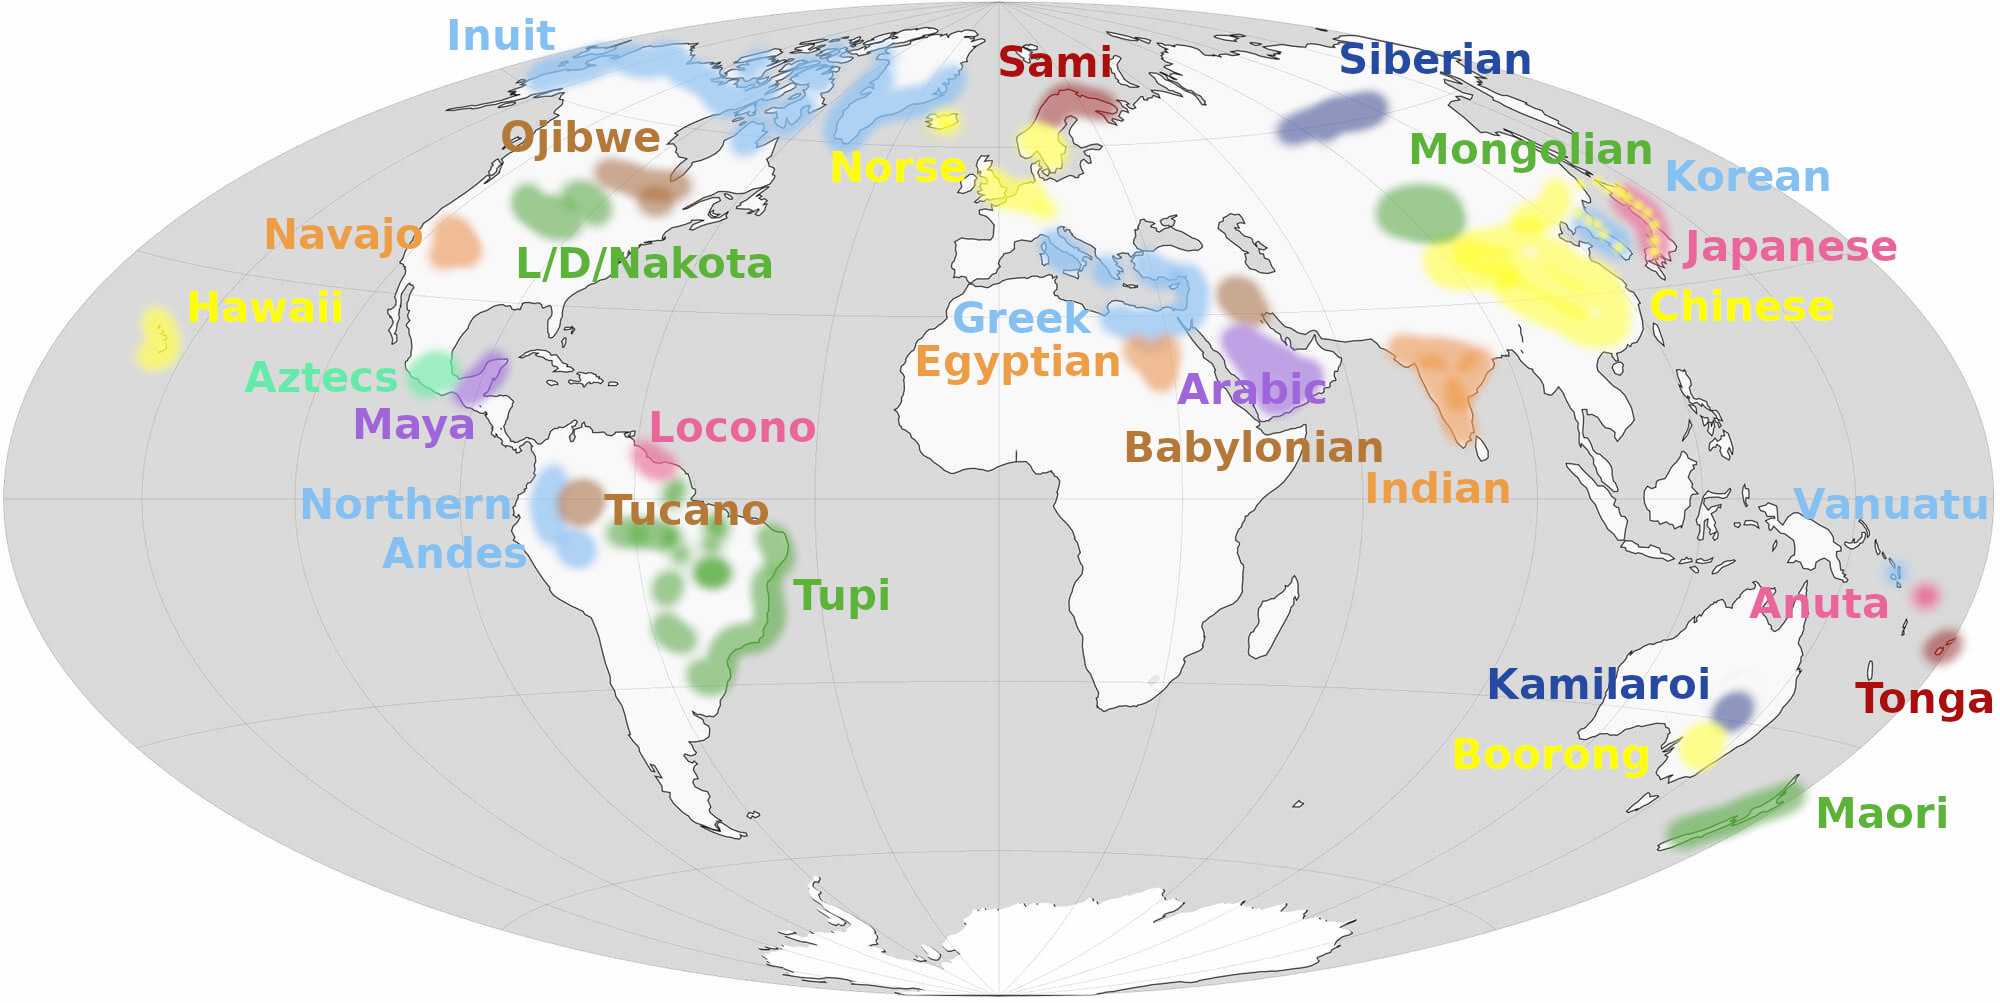 Inuit
Sami
Siberian
Ojibwe
Norse
Mongolian
Korean
Navajo
L/D/Nakota
Japanese
Hawaii
Greek
Chinese
Aztecs
Egyptian
Arabic
Maya
Locono
Babylonian
Indian
Northern
Andes
Tucano
Vanuatu
Tupi
Anuta
Kamilaroi
Tonga
Boorong
Maori